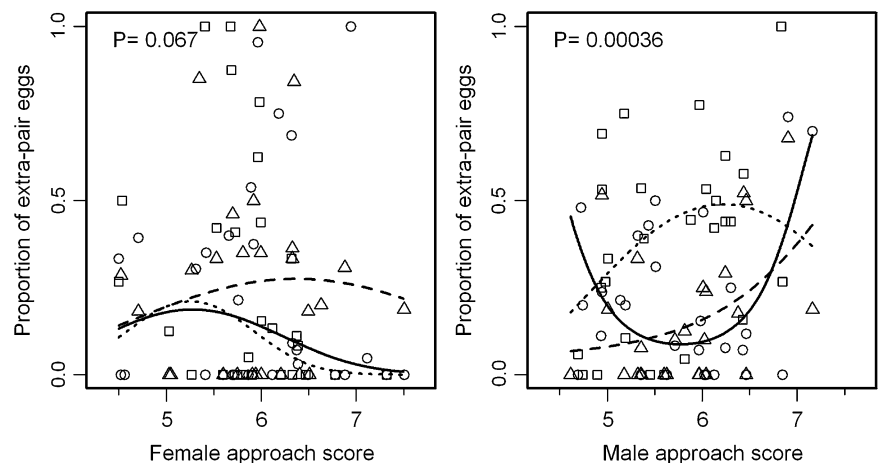 P= 0.067
Proportion of extra-pair eggs
1.0
0.5
0.0
5 6 7
Female approach score
P= 0.00036
Proportion of extra-pair eggs
1.0
0.5
0.0
5 6 7
Male approach score